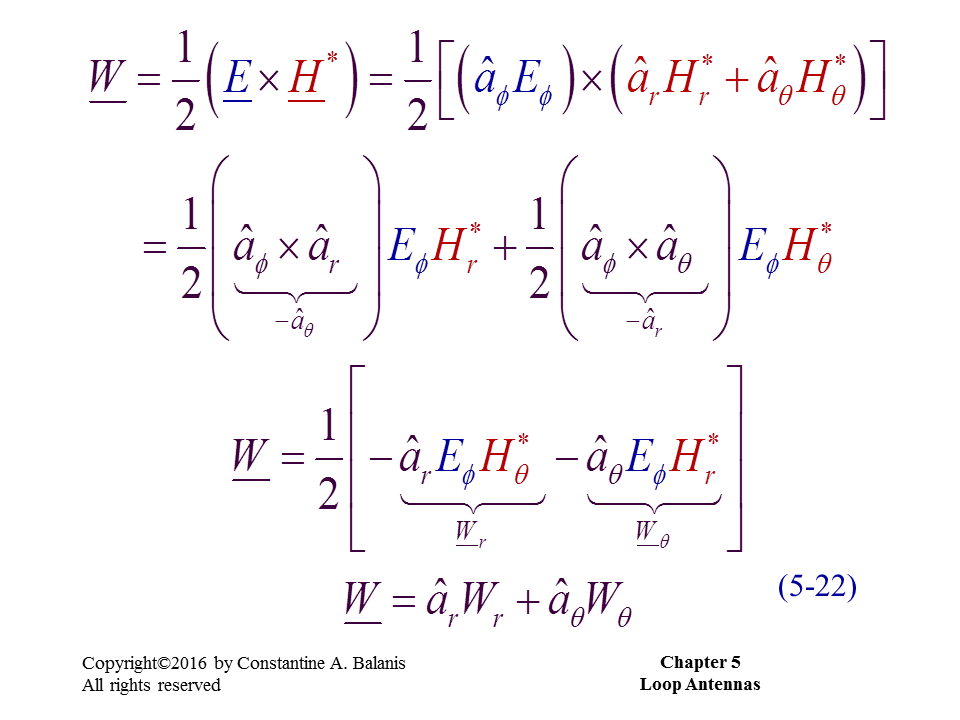 W̲ = 1/2 (E̲ × H̲^*) = 1/2 [(â_ϕ E_ϕ) × (â_r H_r^* + â_θ H_θ^*)]
= 1/2 (â_ϕ × â_r) E_ϕ H_r^* + 1/2 (â_ϕ × â_θ) E_ϕ H_θ^*
−â_θ −â_r
W̲ = 1/2 [−â_r E_ϕ H_θ^* − â_θ E_ϕ H_r^*]
W̲_r W̲_θ
W̲ = â_r W_r + â_θ W_θ (5-22)
Copyright©2016 by Constantine A. Balanis
All rights reserved
Chapter 5
Loop Antennas